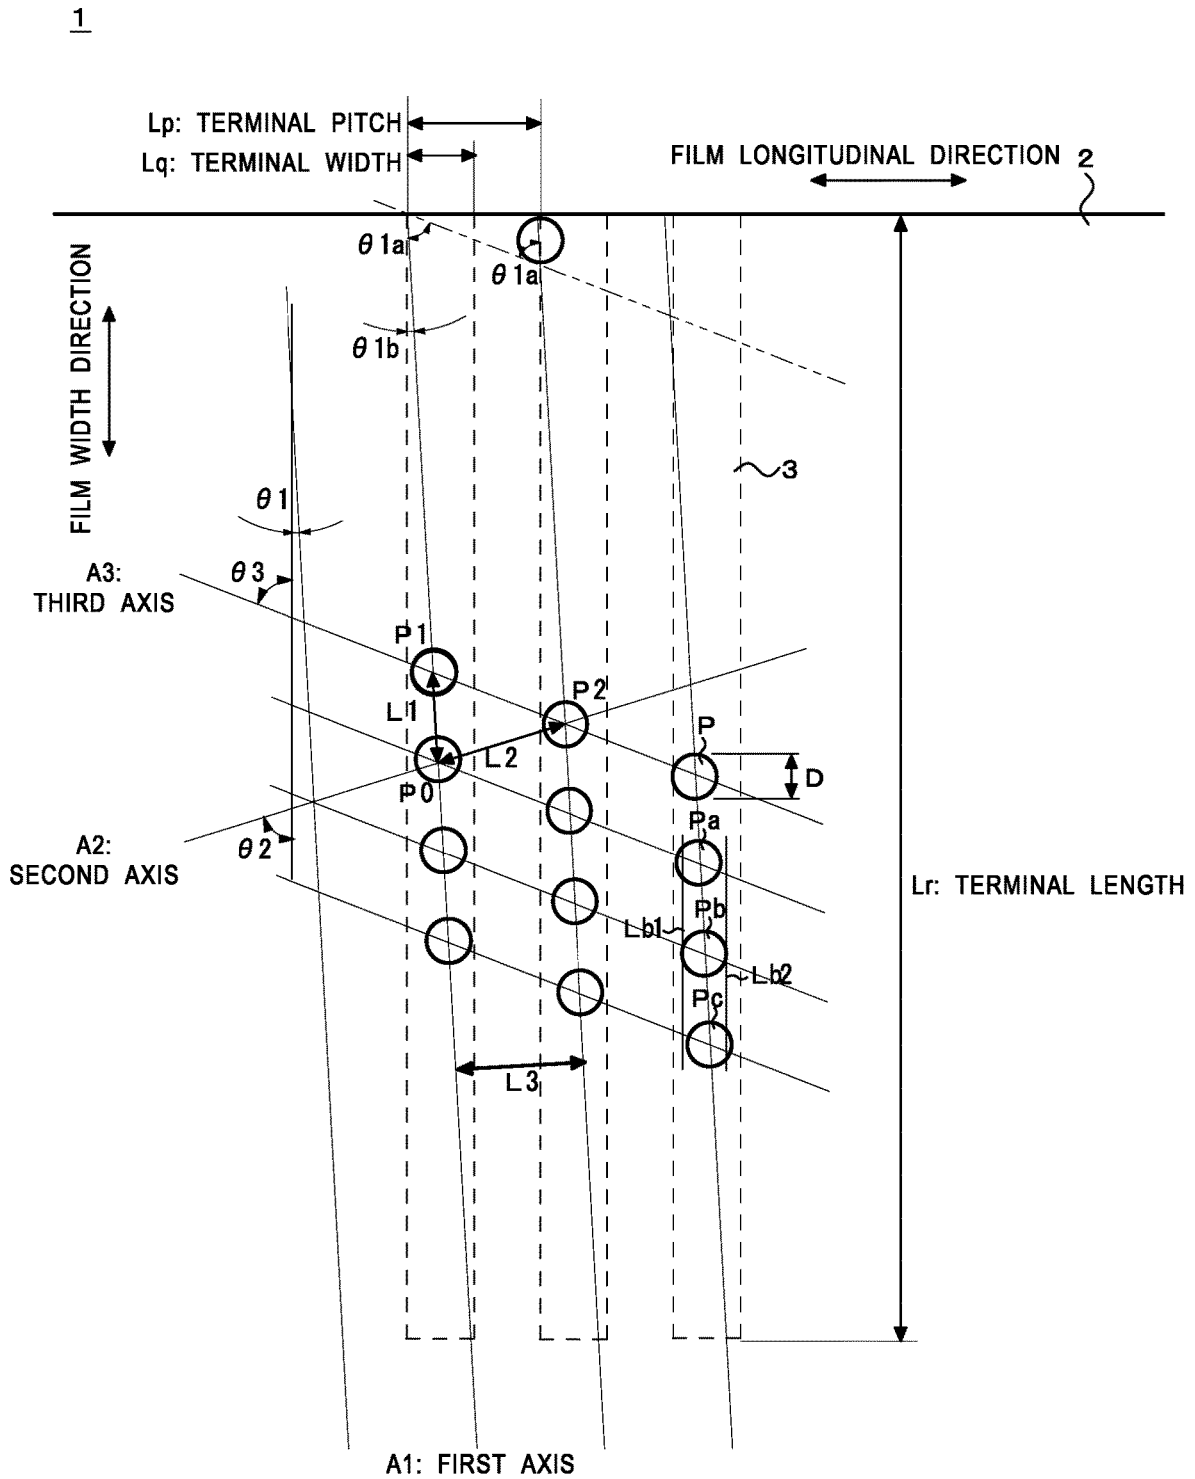 1
Lp: TERMINAL PITCH
Lq: TERMINAL WIDTH
FILM LONGITUDINAL DIRECTION
2
θ1a
θ1a
θ1b
FILM WIDTH DIRECTION
3
θ1
A3:
THIRD AXIS
θ3
P1
P2
L1
L2
P
D
P0
Pa
θ2
A2:
SECOND AXIS
Lr: TERMINAL LENGTH
Pb
Lb1
Lb2
Pc
L3
A1: FIRST AXIS